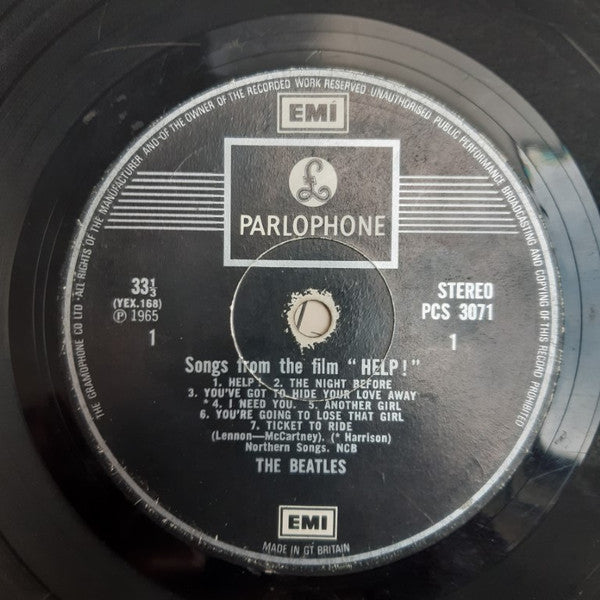 THE GRAMOPHONE CO LTD · ALL RIGHTS OF THE MANUFACTURER AND OF THE OWNER OF THE RECORDED WORK RESERVED UNAUTHORISED PUBLIC PERFORMANCE BROADCASTING AND COPYING OF THIS RECORD PROHIBITED
EMI
£
PARLOPHONE
33⅓
(YEX.168)
Ⓟ 1965
1
STEREO
PCS 3071
1
Songs from the film "HELP!"
1. HELP! 2. THE NIGHT BEFORE
3. YOU'VE GOT TO HIDE YOUR LOVE AWAY
*4. I NEED YOU. 5. ANOTHER GIRL
6. YOU'RE GOING TO LOSE THAT GIRL
7. TICKET TO RIDE
(Lennon—McCartney). (* Harrison)
Northern Songs. NCB
THE BEATLES
EMI
MADE IN GT BRITAIN